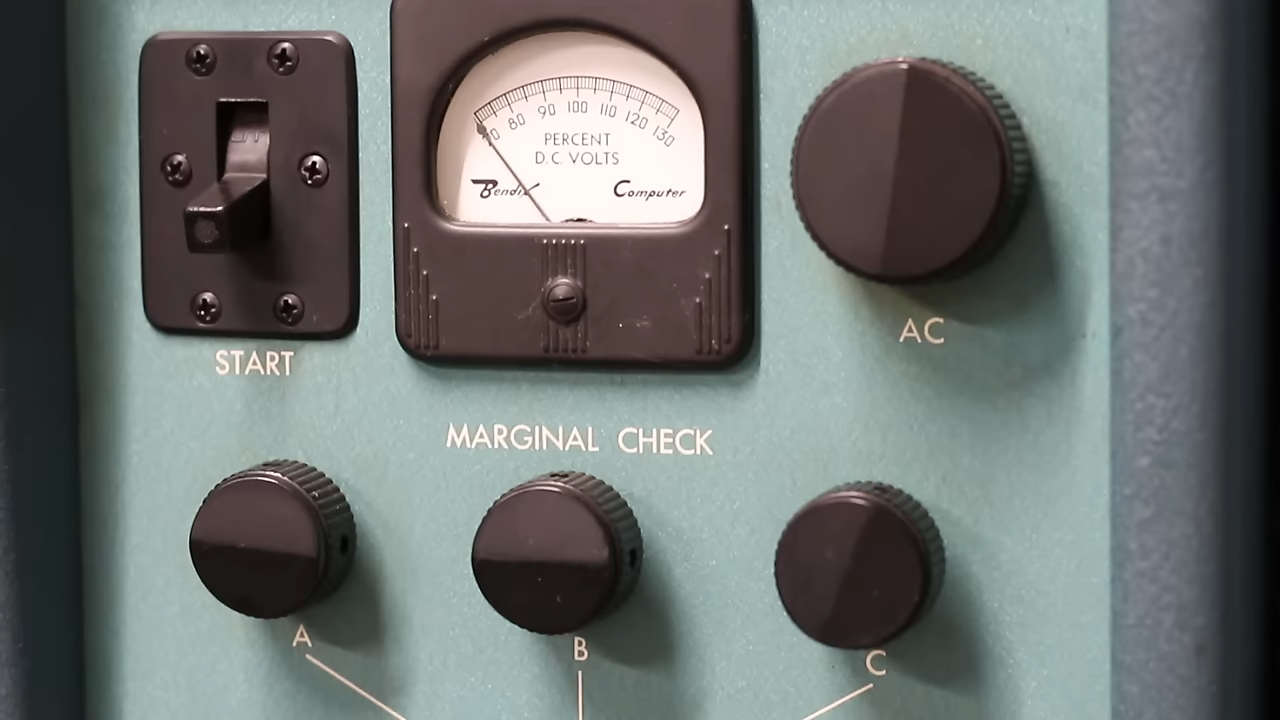 70 80 90 100 110 120 130
PERCENT
D.C. VOLTS
Bendix Computer
START
AC
MARGINAL CHECK
A
B
C